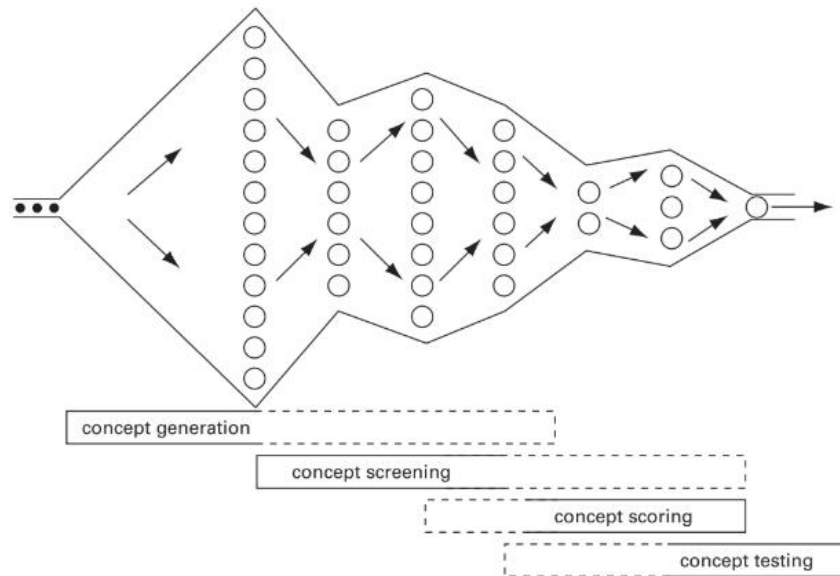 concept generation
concept screening
concept scoring
concept testing